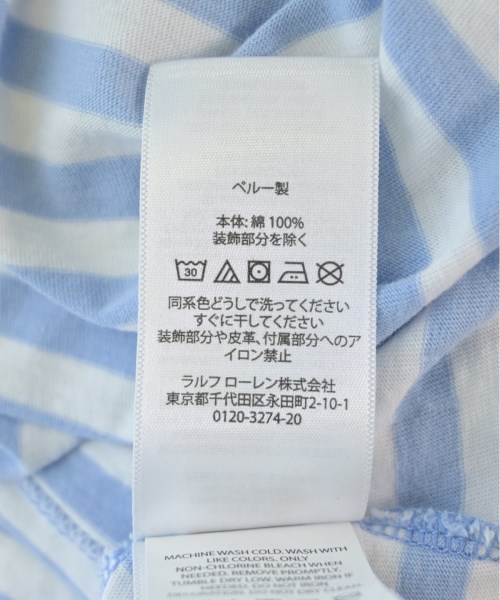 ペルー製
本体: 綿 100%
装飾部分を除く
30
同系色どうしで洗ってください
すぐに干してください
装飾部分や皮革、付属部分へのア
イロン禁止
ラルフ ローレン株式会社
東京都千代田区永田町2-10-1
0120-3274-20
MACHINE WASH COLD. WASH WITH
LIKE COLORS. ONLY
NON-CHLORINE BLEACH WHEN
NEEDED. REMOVE PROMPTLY.
TUMBLE DRY LOW. WARM IRON IF
NEEDED. DO NOT IRON